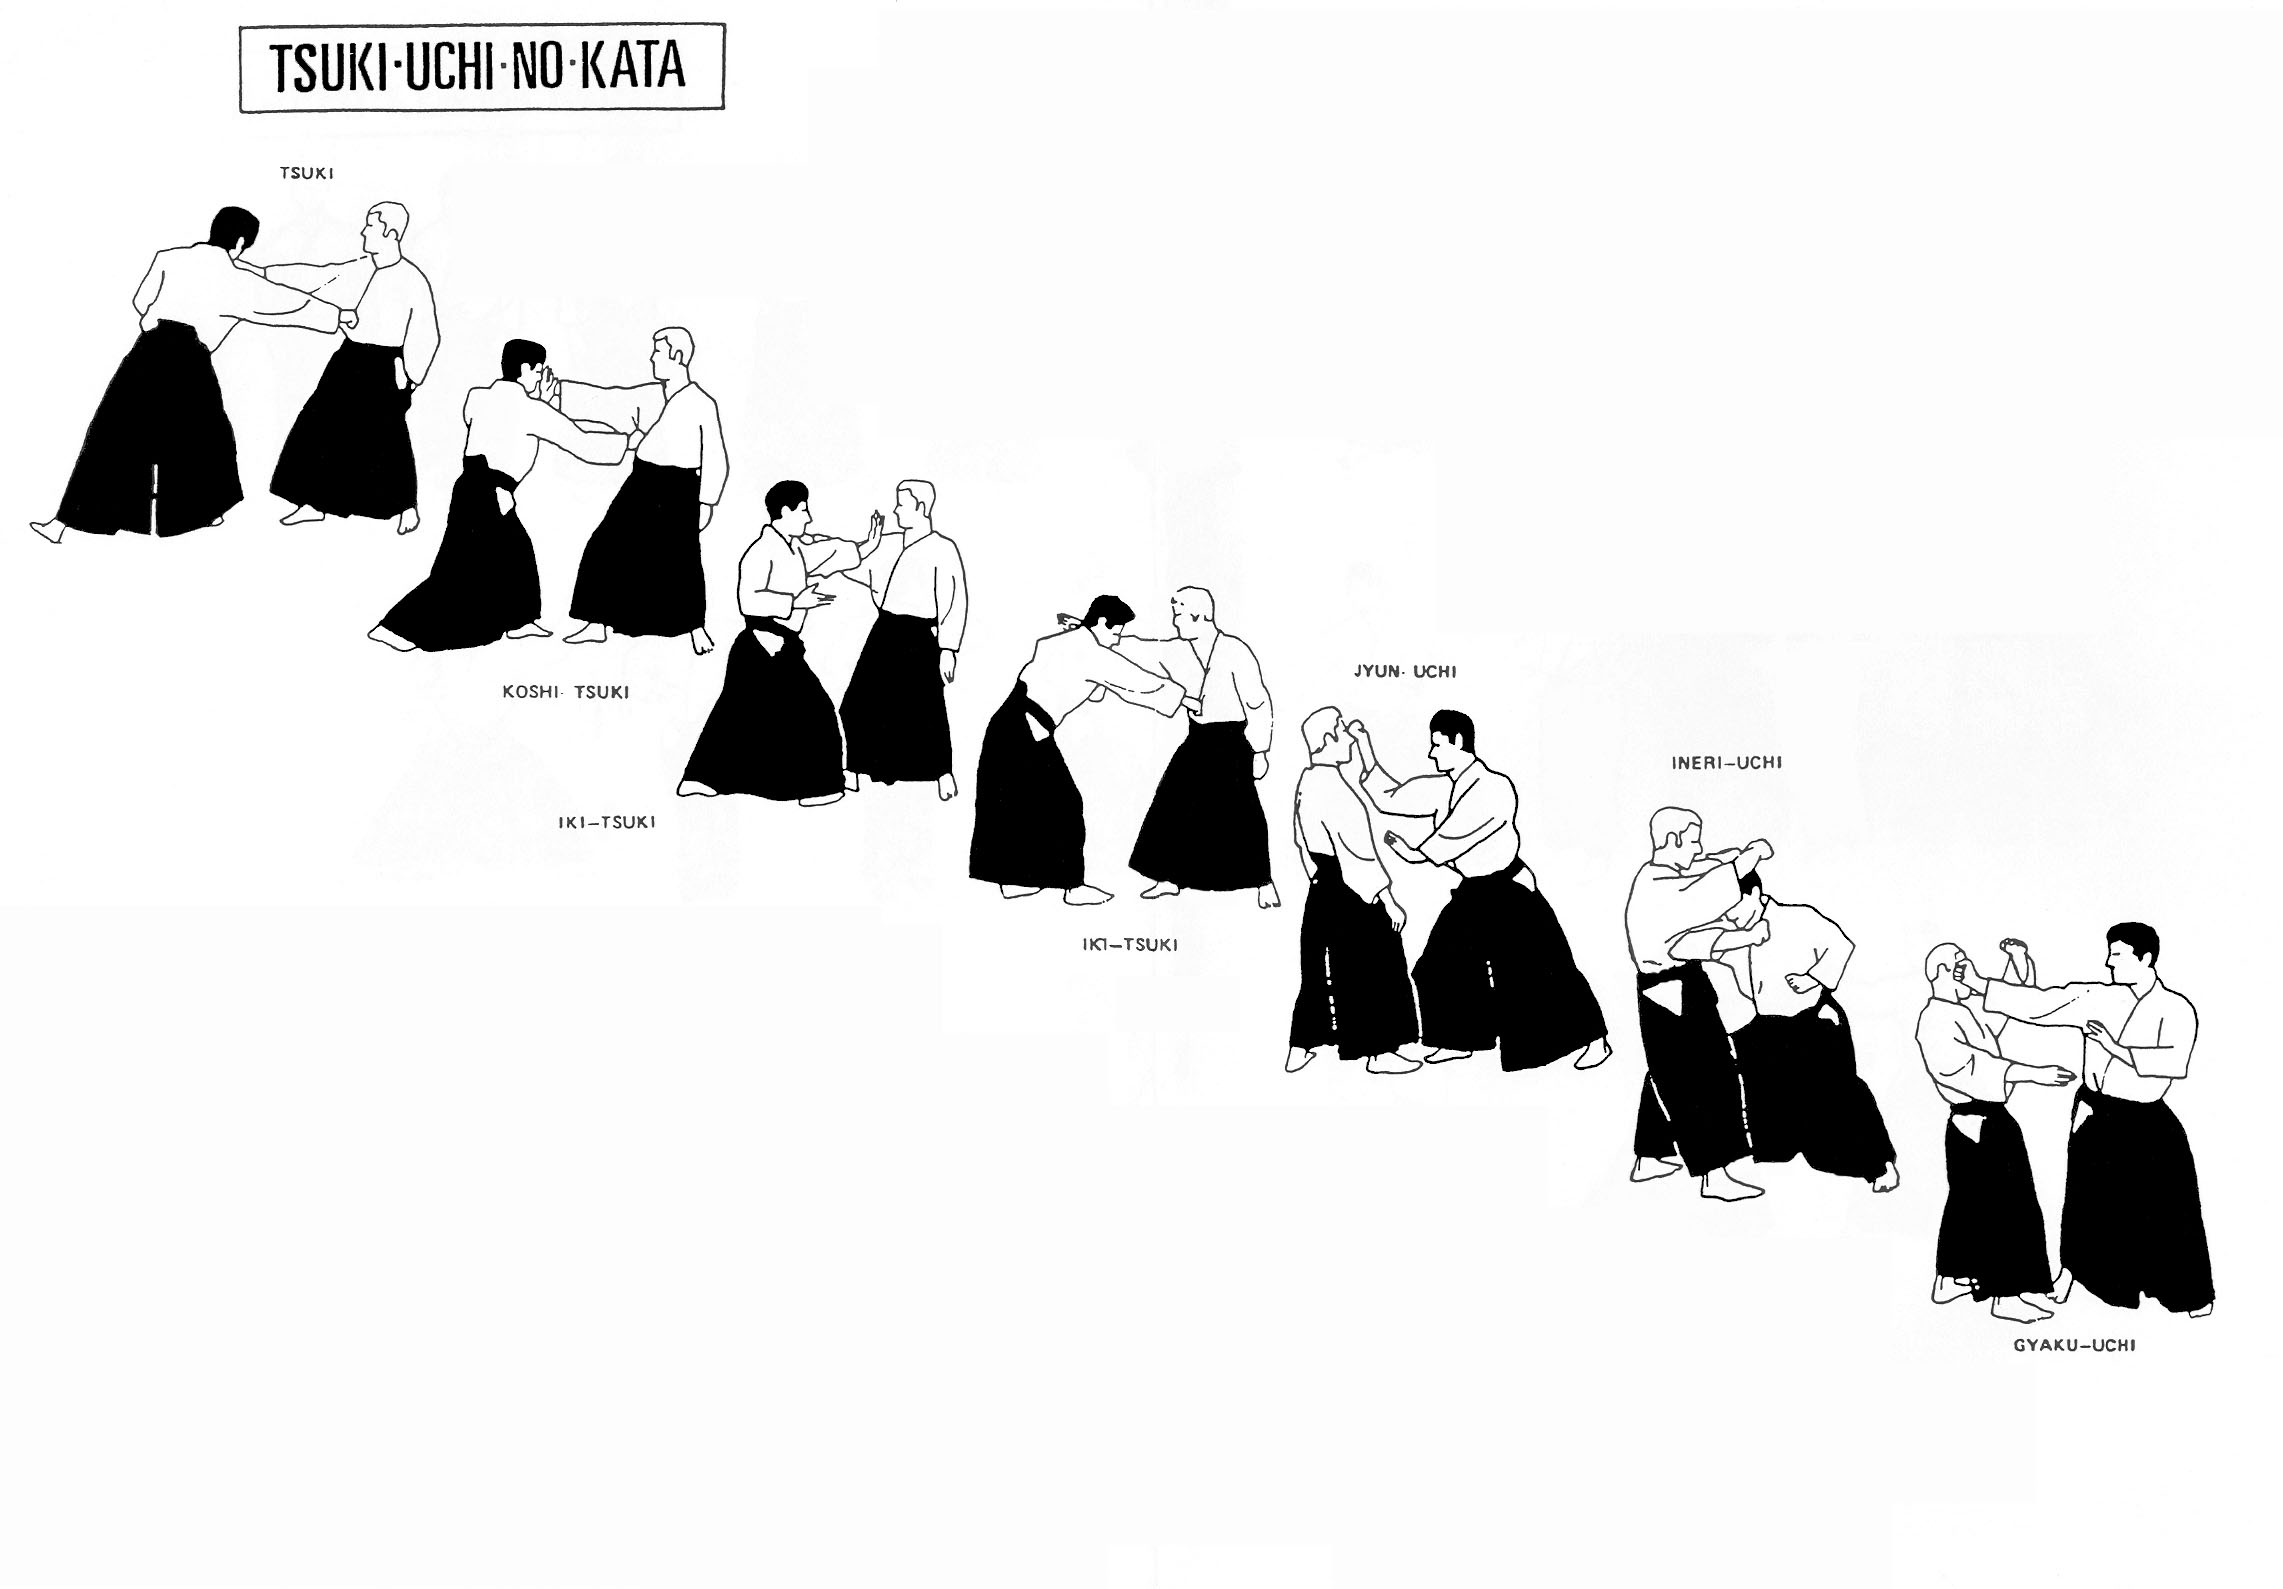 TSUKI·UCHI·NO·KATA
TSUKI
KOSHI- TSUKI
IKI-TSUKI
IKI-TSUKI
JYUN- UCHI
INERI-UCHI
GYAKU-UCHI